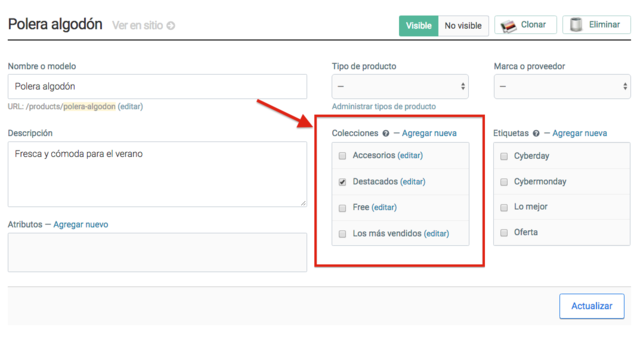 Polera algodón Ver en sitio
Visible No visible Clonar Eliminar
Nombre o modelo
Polera algodón
URL: /products/polera-algodon (editar)
Tipo de producto
—
Administrar tipos de producto
Marca o proveedor
—
Descripción
Fresca y cómoda para el verano
Atributos — Agregar nuevo
Colecciones ? — Agregar nueva
Accesorios (editar)
Destacados (editar)
Free (editar)
Los más vendidos (editar)
Etiquetas ? — Agregar nueva
Cyberday
Cybermonday
Lo mejor
Oferta
Actualizar